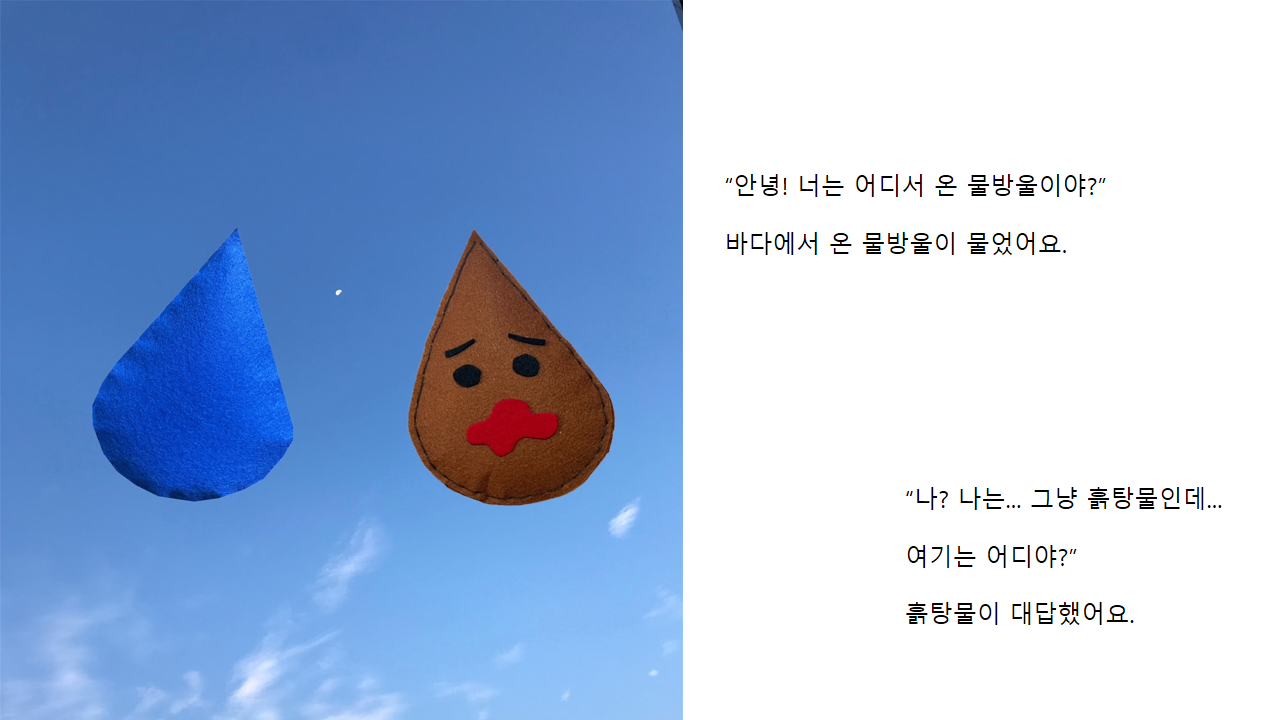 “안녕! 너는 어디서 온 물방울이야?”
바다에서 온 물방울이 물었어요.
“나? 나는... 그냥 흙탕물인데...
여기는 어디야?”
흙탕물이 대답했어요.